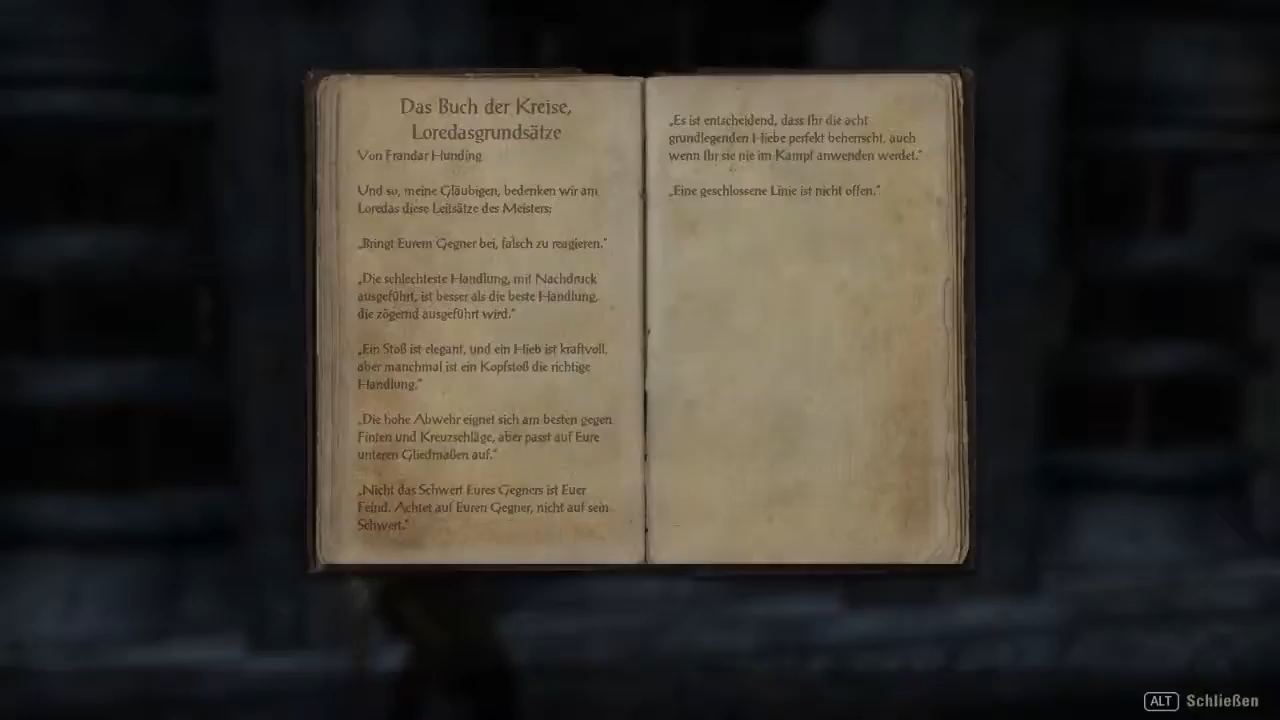 Das Buch der Kreise,
Loredasgrundsätze
Von Frandar Hunding
Und so, meine Gläubigen, bedenken wir am
Loredas diese Leitsätze des Meisters:
„Bringt Eurem Gegner bei, falsch zu reagieren.“
„Die schlechteste Handlung, mit Nachdruck
ausgeführt, ist besser als die beste Handlung,
die zögernd ausgeführt wird.“
„Ein Stoß ist elegant, und ein Hieb ist kraftvoll,
aber manchmal ist ein Kopfstoß die richtige
Handlung.“
„Die hohe Abwehr eignet sich am besten gegen
Finten und Kreuzschläge, aber passt auf Eure
unteren Gliedmaßen auf.“
„Nicht das Schwert Eures Gegners ist Euer
Feind. Achtet auf Euren Gegner, nicht auf sein
Schwert.“
„Es ist entscheidend, dass Ihr die acht
grundlegenden Hiebe perfekt beherrscht, auch
wenn Ihr sie nie im Kampf anwenden werdet.“
„Eine geschlossene Linie ist nicht offen.“
ALT Schließen